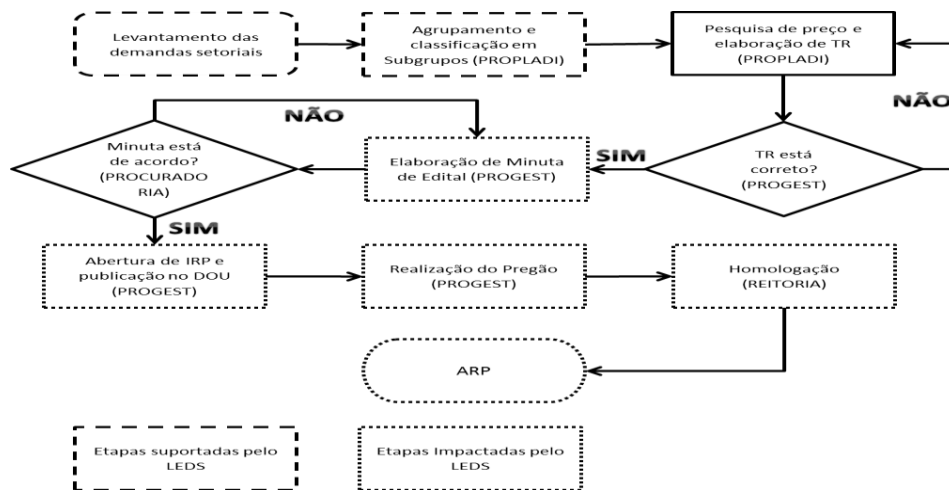 Levantamento das
demandas setoriais
Agrupamento e
classificação em
Subgrupos (PROPLADI)
Pesquisa de preço e
elaboração de TR
(PROPLADI)
NÃO
NÃO
Minuta está
de acordo?
(PROCURADO
RIA)
Elaboração de Minuta
de Edital (PROGEST)
SIM
TR está
correto?
(PROGEST)
SIM
Abertura de IRP e
publicação no DOU
(PROGEST)
Realização do Pregão
(PROGEST)
Homologação
(REITORIA)
ARP
Etapas suportadas pelo
LEDS
Etapas Impactadas pelo
LEDS